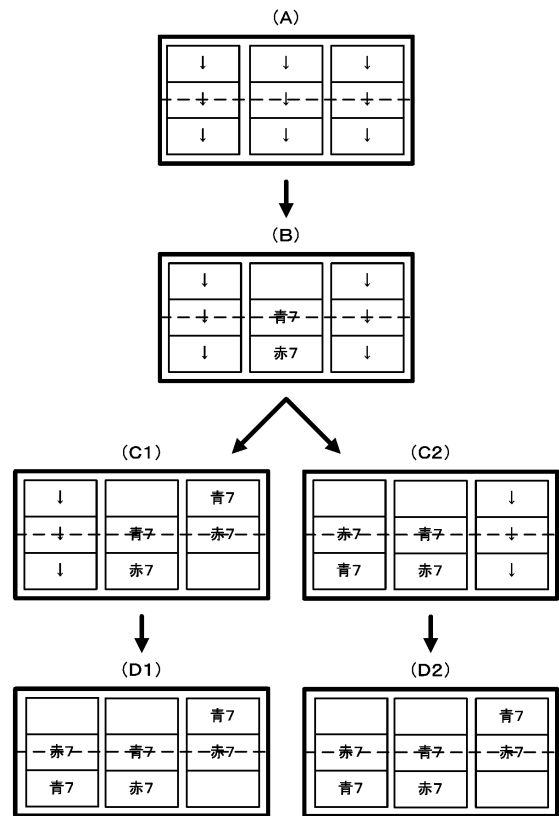 (A)
↓ ↓ ↓
↓ ↓ ↓
↓ ↓ ↓
(B)
↓ ↓
↓ 青7 ↓
↓ 赤7 ↓
(C1)
↓ 青7
↓ 青7 赤7
↓ 赤7
(C2)
↓
赤7 青7 ↓
青7 赤7 ↓
(D1)
青7
赤7 青7 赤7
青7 赤7
(D2)
青7
赤7 青7 赤7
青7 赤7